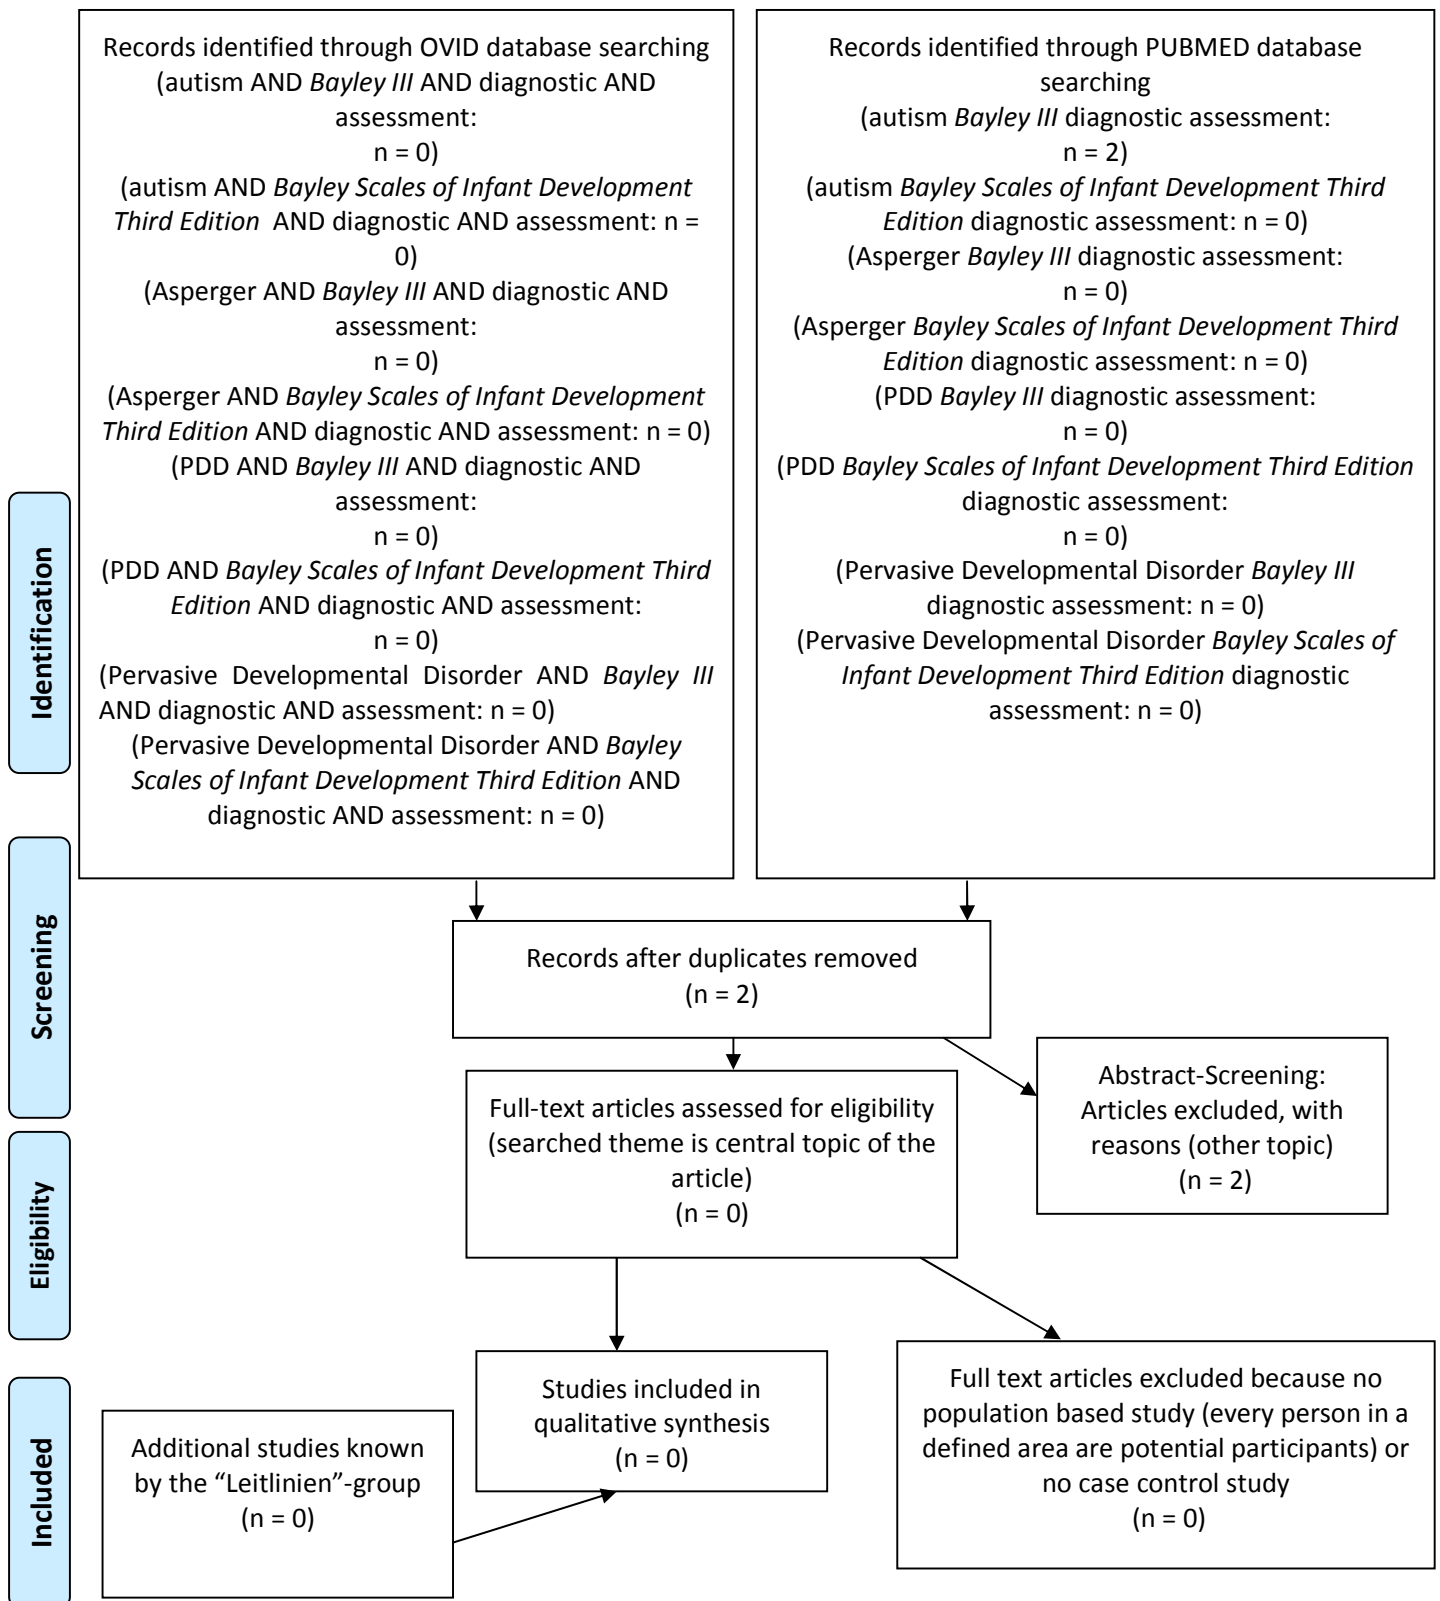 Records identified through OVID database searching
(autism AND Bayley III AND diagnostic AND
assessment:
n = 0)
(autism AND Bayley Scales of Infant Development
Third Edition AND diagnostic AND assessment: n =
0)
(Asperger AND Bayley III AND diagnostic AND
assessment:
n = 0)
(Asperger AND Bayley Scales of Infant Development
Third Edition AND diagnostic AND assessment: n = 0)
(PDD AND Bayley III AND diagnostic AND
assessment:
n = 0)
(PDD AND Bayley Scales of Infant Development Third
Edition AND diagnostic AND assessment:
n = 0)
(Pervasive Developmental Disorder AND Bayley III
AND diagnostic AND assessment: n = 0)
(Pervasive Developmental Disorder AND Bayley
Scales of Infant Development Third Edition AND
diagnostic AND assessment: n = 0)
Records identified through PUBMED database
searching
(autism Bayley III diagnostic assessment:
n = 2)
(autism Bayley Scales of Infant Development Third
Edition diagnostic assessment: n = 0)
(Asperger Bayley III diagnostic assessment:
n = 0)
(Asperger Bayley Scales of Infant Development Third
Edition diagnostic assessment: n = 0)
(PDD Bayley III diagnostic assessment:
n = 0)
(PDD Bayley Scales of Infant Development Third Edition
diagnostic assessment:
n = 0)
(Pervasive Developmental Disorder Bayley III
diagnostic assessment: n = 0)
(Pervasive Developmental Disorder Bayley Scales of
Infant Development Third Edition diagnostic
assessment: n = 0)
Identification
Screening
Records after duplicates removed
(n = 2)
Abstract-Screening:
Articles excluded, with
reasons (other topic)
(n = 2)
Eligibility
Full-text articles assessed for eligibility
(searched theme is central topic of the
article)
(n = 0)
Included
Studies included in
qualitative synthesis
(n = 0)
Full text articles excluded because no
population based study (every person in a
defined area are potential participants) or
no case control study
(n = 0)
Additional studies known
by the “Leitlinien”-group
(n = 0)